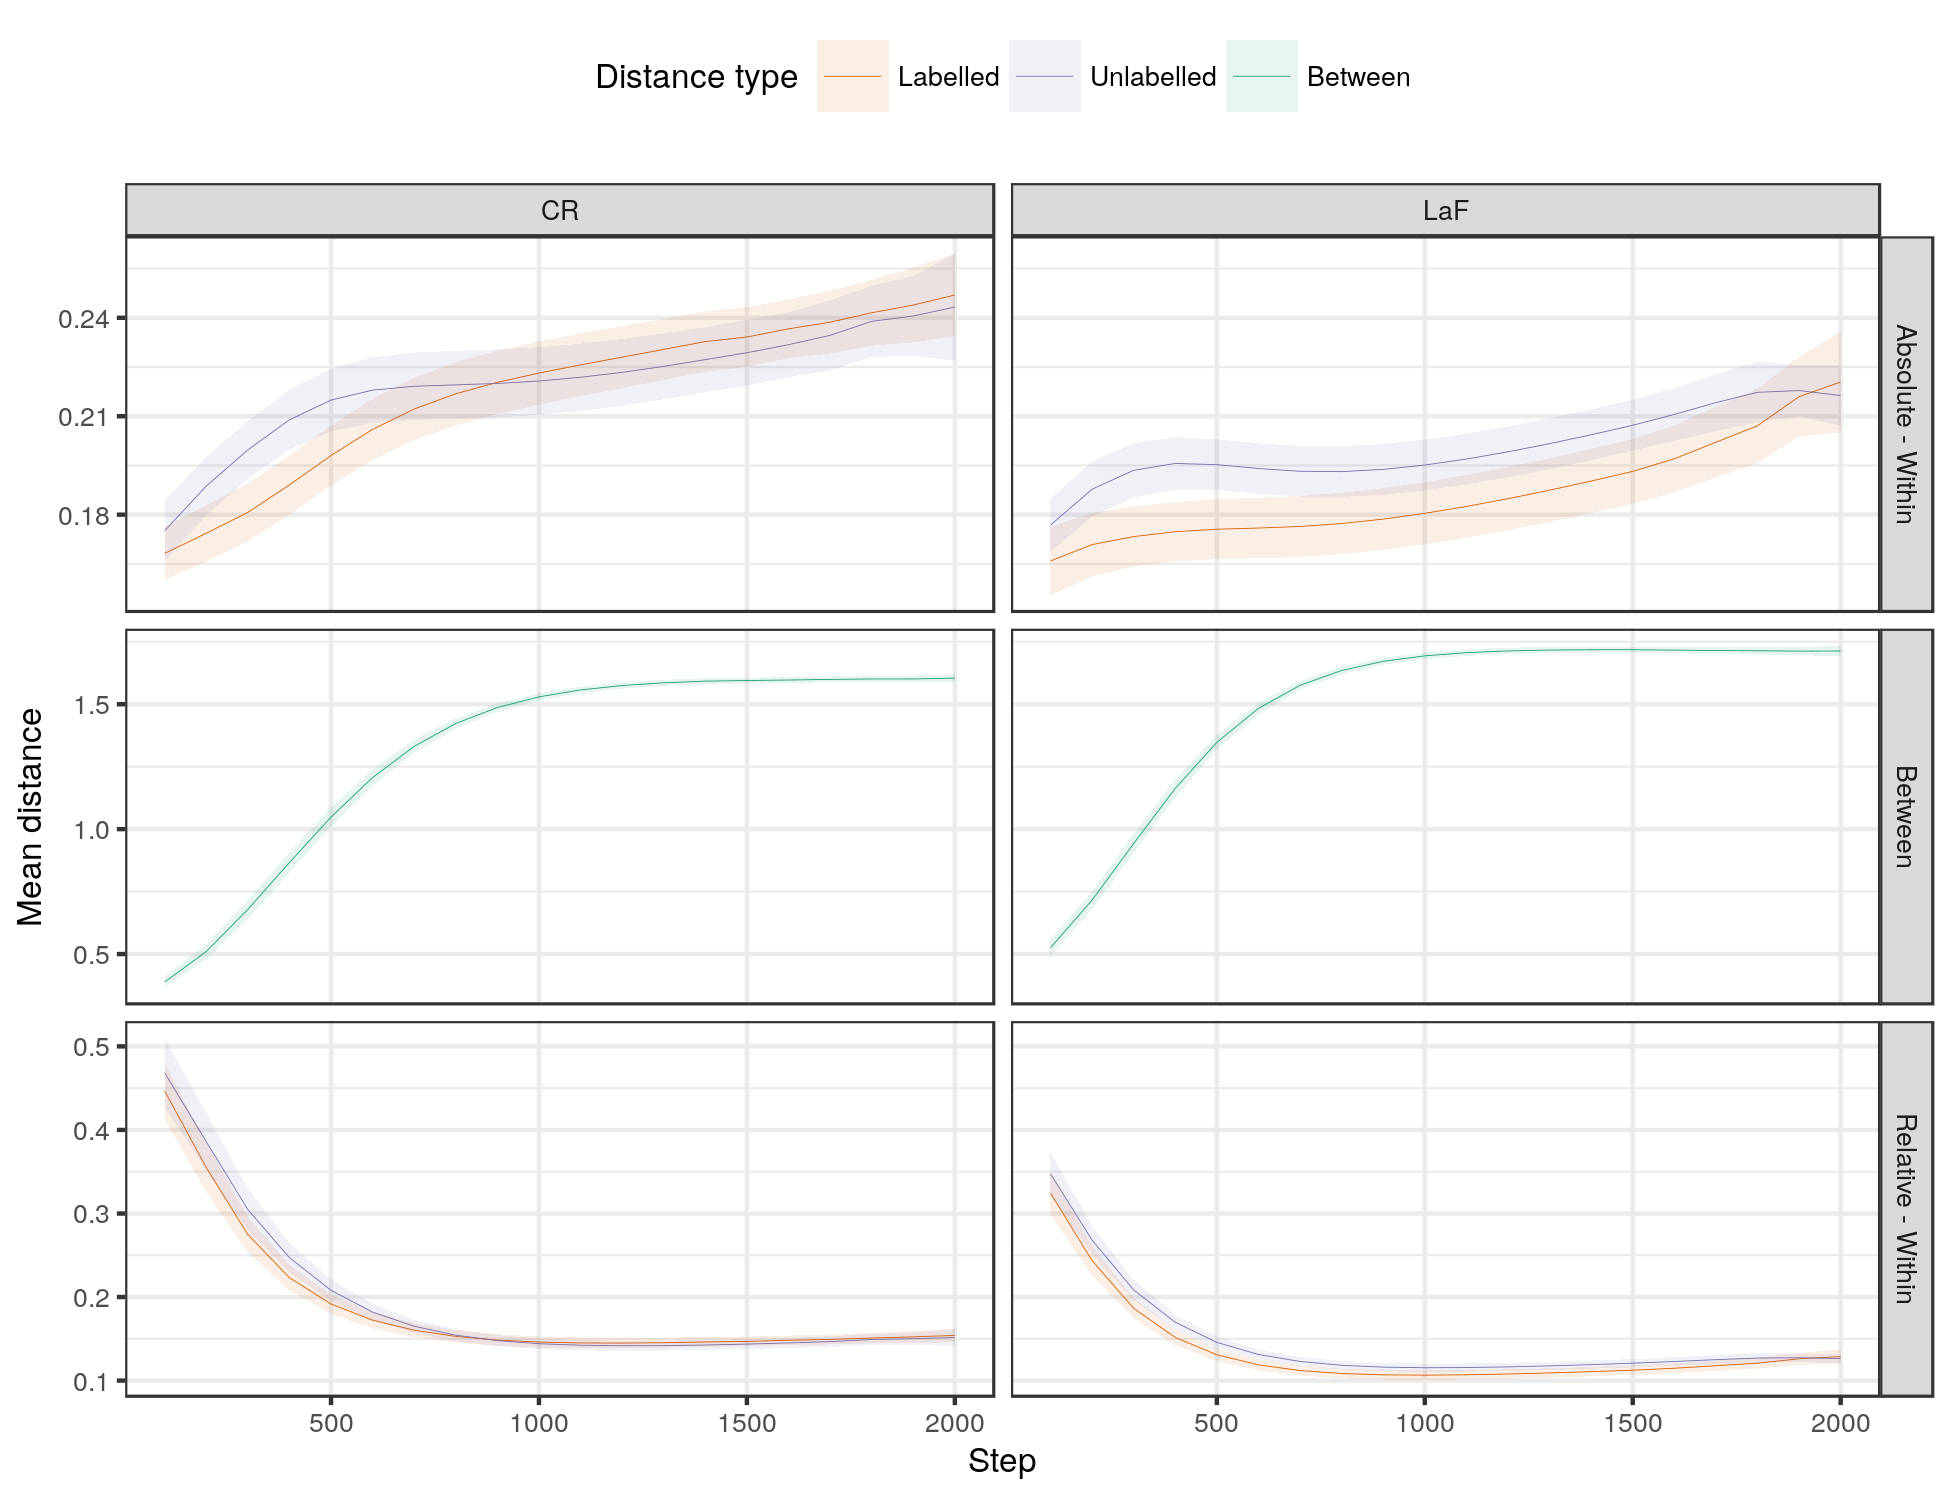 Distance type Labelled Unlabelled Between
CR LaF
0.24
0.21
0.18
Absolute - Within
Mean distance
1.5
1.0
0.5
Between
0.5
0.4
0.3
0.2
0.1
Relative - Within
500 1000 1500 2000 500 1000 1500 2000
Step